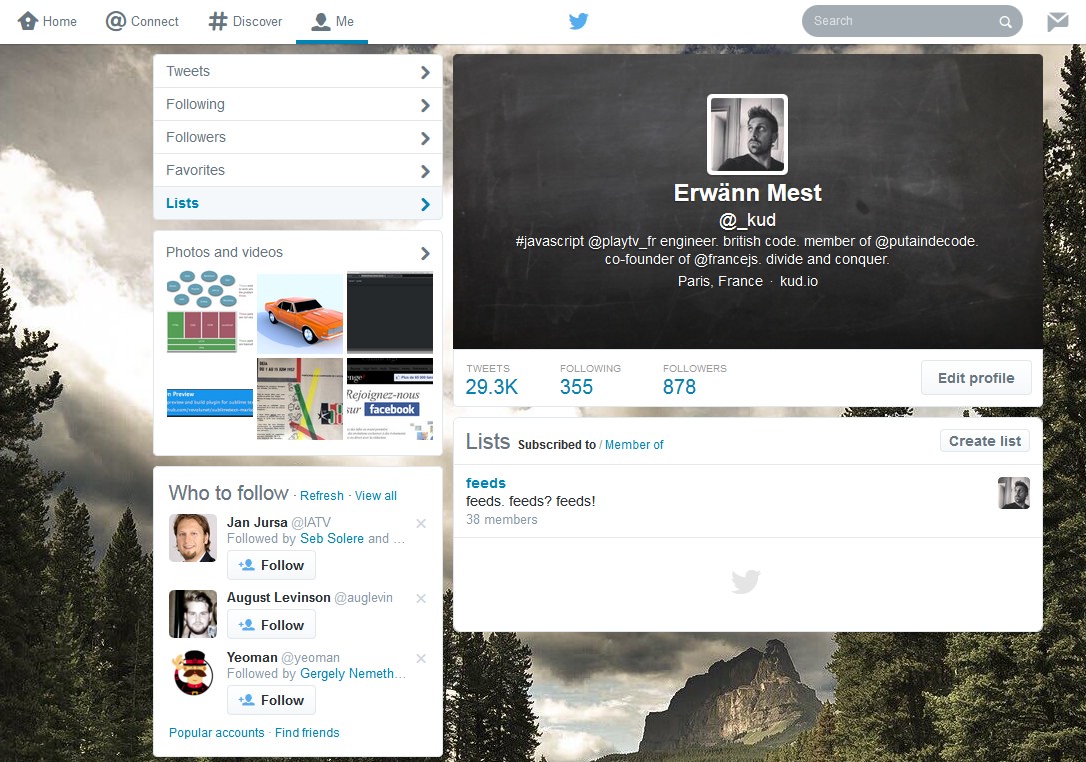 Home
Connect
Discover
Me
Search
Tweets
Following
Followers
Favorites
Lists
Photos and videos
Rejoignez-nous
sur facebook
Who to follow · Refresh · View all
Jan Jursa @IATV
Followed by Seb Solere and ...
Follow
August Levinson @auglevin
Follow
Yeoman @yeoman
Followed by Gergely Nemeth...
Follow
Popular accounts · Find friends
Erwänn Mest
@_kud
#javascript @playtv_fr engineer. british code. member of @putaindecode.
co-founder of @francejs. divide and conquer.
Paris, France · kud.io
TWEETS
29.3K
FOLLOWING
355
FOLLOWERS
878
Edit profile
Lists Subscribed to / Member of
Create list
feeds
feeds. feeds? feeds!
38 members